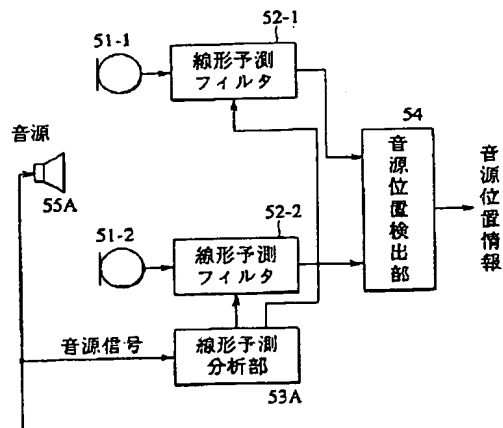 52-1
51-1
線形予測
フィルタ
54
音源
55A
音源位置検出部
音源位置情報
52-2
51-2
線形予測
フィルタ
音源信号
線形予測
分析部
53A